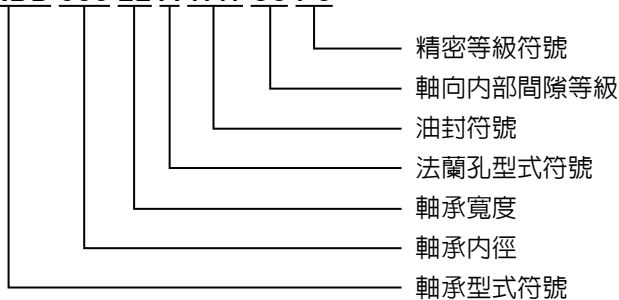 精密等級符號
軸向內部間隙等級
油封符號
法蘭孔型式符號
軸承寬度
軸承內徑
軸承型式符號